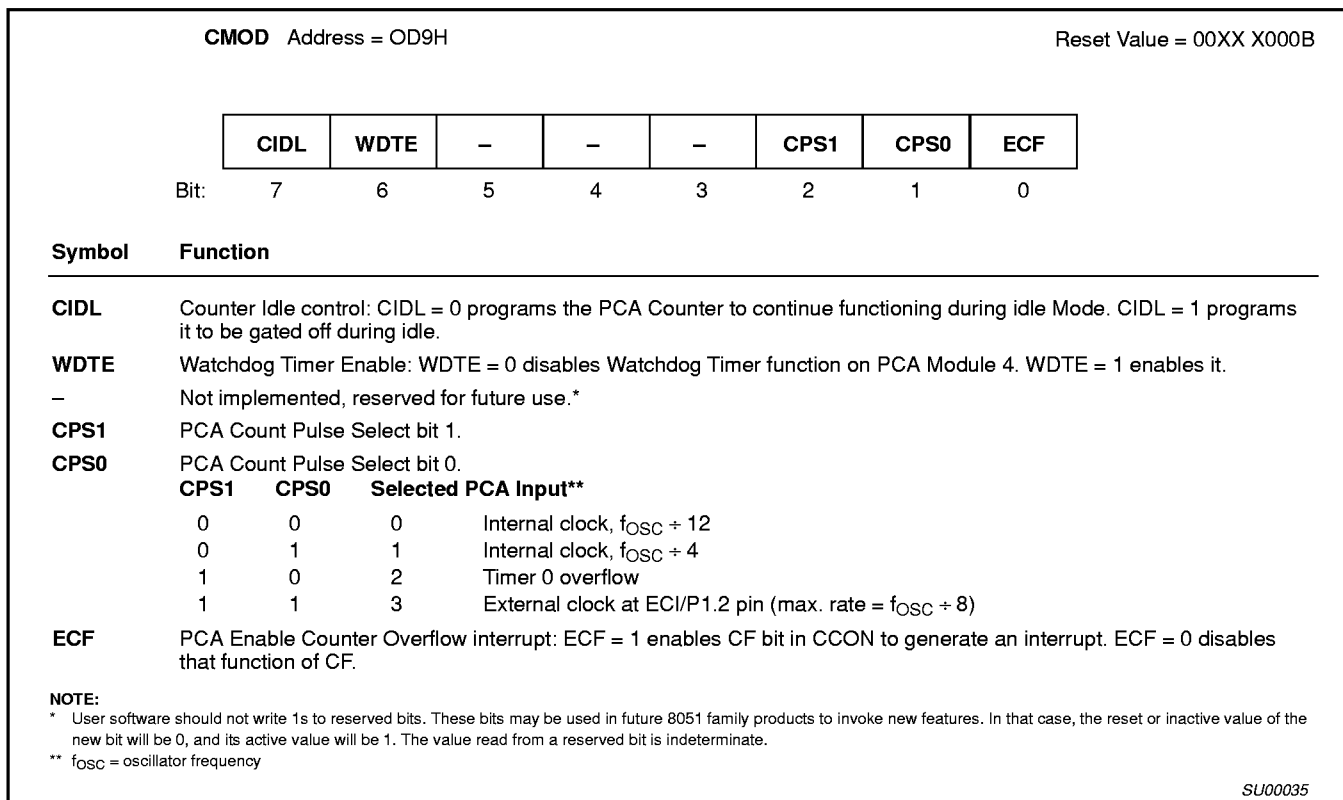 CMOD Address = OD9H Reset Value = 00XX X000B
CIDL WDTE – – – CPS1 CPS0 ECF
Bit: 7 6 5 4 3 2 1 0
Symbol Function
CIDL Counter Idle control: CIDL = 0 programs the PCA Counter to continue functioning during idle Mode. CIDL = 1 programs
it to be gated off during idle.
WDTE Watchdog Timer Enable: WDTE = 0 disables Watchdog Timer function on PCA Module 4. WDTE = 1 enables it.
– Not implemented, reserved for future use.*
CPS1 PCA Count Pulse Select bit 1.
CPS0 PCA Count Pulse Select bit 0.
CPS1 CPS0 Selected PCA Input**
0 0 0 Internal clock, fOSC ÷ 12
0 1 1 Internal clock, fOSC ÷ 4
1 0 2 Timer 0 overflow
1 1 3 External clock at ECI/P1.2 pin (max. rate = fOSC ÷ 8)
ECF PCA Enable Counter Overflow interrupt: ECF = 1 enables CF bit in CCON to generate an interrupt. ECF = 0 disables
that function of CF.
NOTE:
* User software should not write 1s to reserved bits. These bits may be used in future 8051 family products to invoke new features. In that case, the reset or inactive value of the
new bit will be 0, and its active value will be 1. The value read from a reserved bit is indeterminate.
** fOSC = oscillator frequency
SU00035